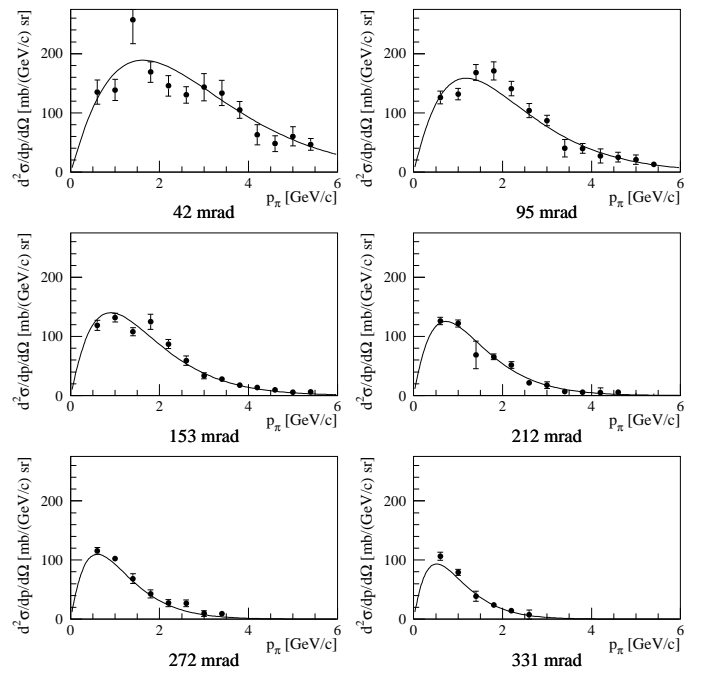 d²σ/dp/dΩ [mb/(GeV/c) sr]
200
100
0
0 2 4 6
p_π [GeV/c]
42 mrad
d²σ/dp/dΩ [mb/(GeV/c) sr]
200
100
0
0 2 4 6
p_π [GeV/c]
95 mrad
d²σ/dp/dΩ [mb/(GeV/c) sr]
200
100
0
0 2 4 6
p_π [GeV/c]
153 mrad
d²σ/dp/dΩ [mb/(GeV/c) sr]
200
100
0
0 2 4 6
p_π [GeV/c]
212 mrad
d²σ/dp/dΩ [mb/(GeV/c) sr]
200
100
0
0 2 4 6
p_π [GeV/c]
272 mrad
d²σ/dp/dΩ [mb/(GeV/c) sr]
200
100
0
0 2 4 6
p_π [GeV/c]
331 mrad